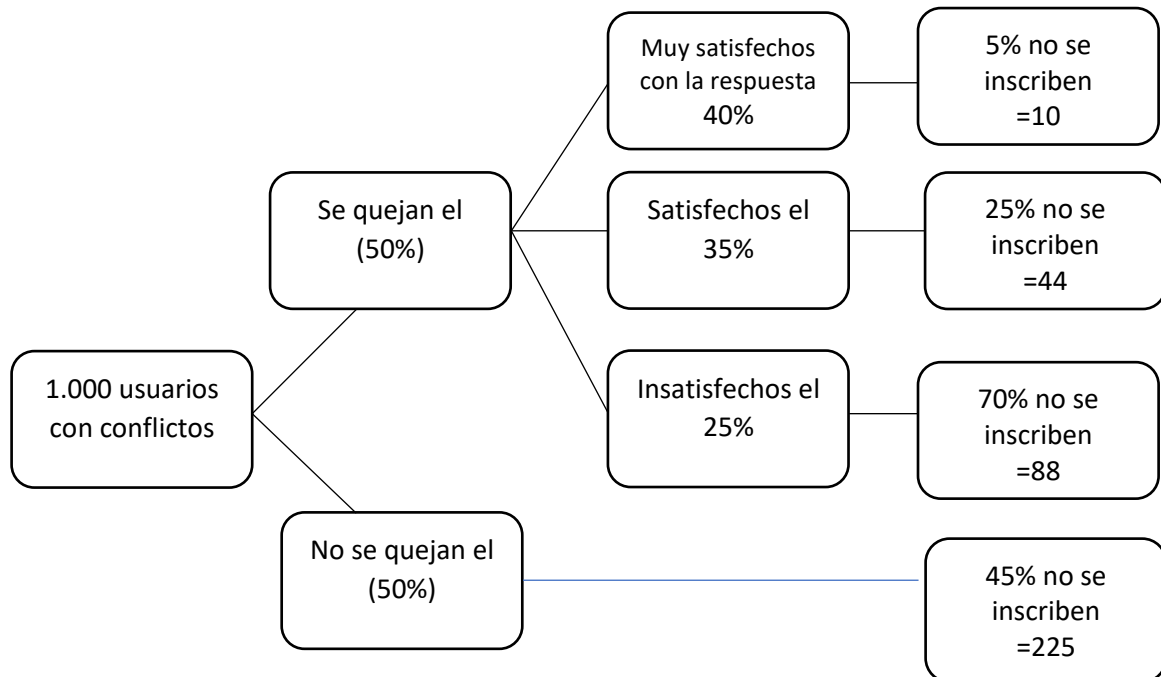 Muy satisfechos
con la respuesta
40%
5% no se
inscriben
=10
Se quejan el
(50%)
Satisfechos el
35%
25% no se
inscriben
=44
1.000 usuarios
con conflictos
Insatisfechos el
25%
70% no se
inscriben
=88
No se quejan el
(50%)
45% no se
inscriben
=225